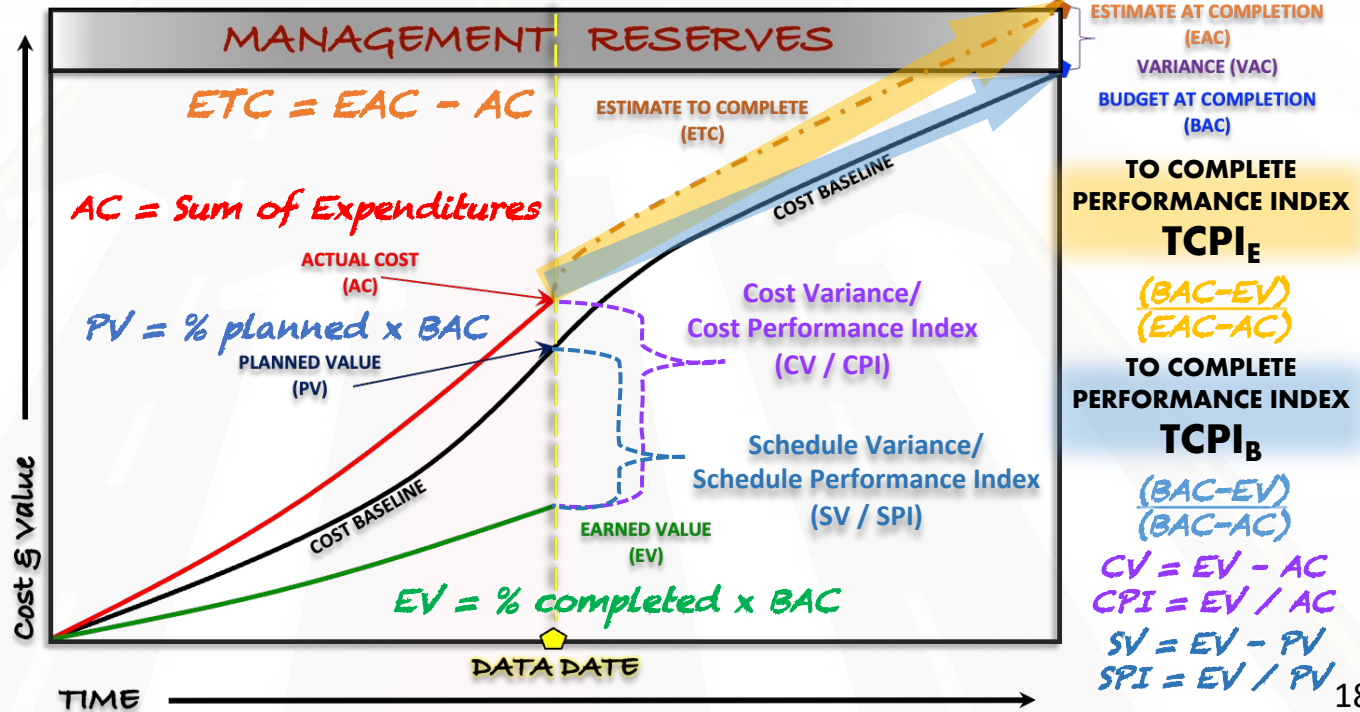 MANAGEMENT RESERVES
ESTIMATE AT COMPLETION
(EAC)
VARIANCE (VAC)
BUDGET AT COMPLETION
(BAC)
ETC = EAC - AC
ESTIMATE TO COMPLETE
(ETC)
COST BASELINE
AC = Sum of Expenditures
ACTUAL COST
(AC)
PV = % planned x BAC
PLANNED VALUE
(PV)
Cost Variance/
Cost Performance Index
(CV / CPI)
Schedule Variance/
Schedule Performance Index
(SV / SPI)
COST BASELINE
EARNED VALUE
(EV)
EV = % completed x BAC
TO COMPLETE
PERFORMANCE INDEX
TCPIE
(BAC-EV)
(EAC-AC)
TO COMPLETE
PERFORMANCE INDEX
TCPIB
(BAC-EV)
(BAC-AC)
CV = EV - AC
CPI = EV / AC
SV = EV - PV
SPI = EV / PV
Cost & Value
DATA DATE
TIME
18